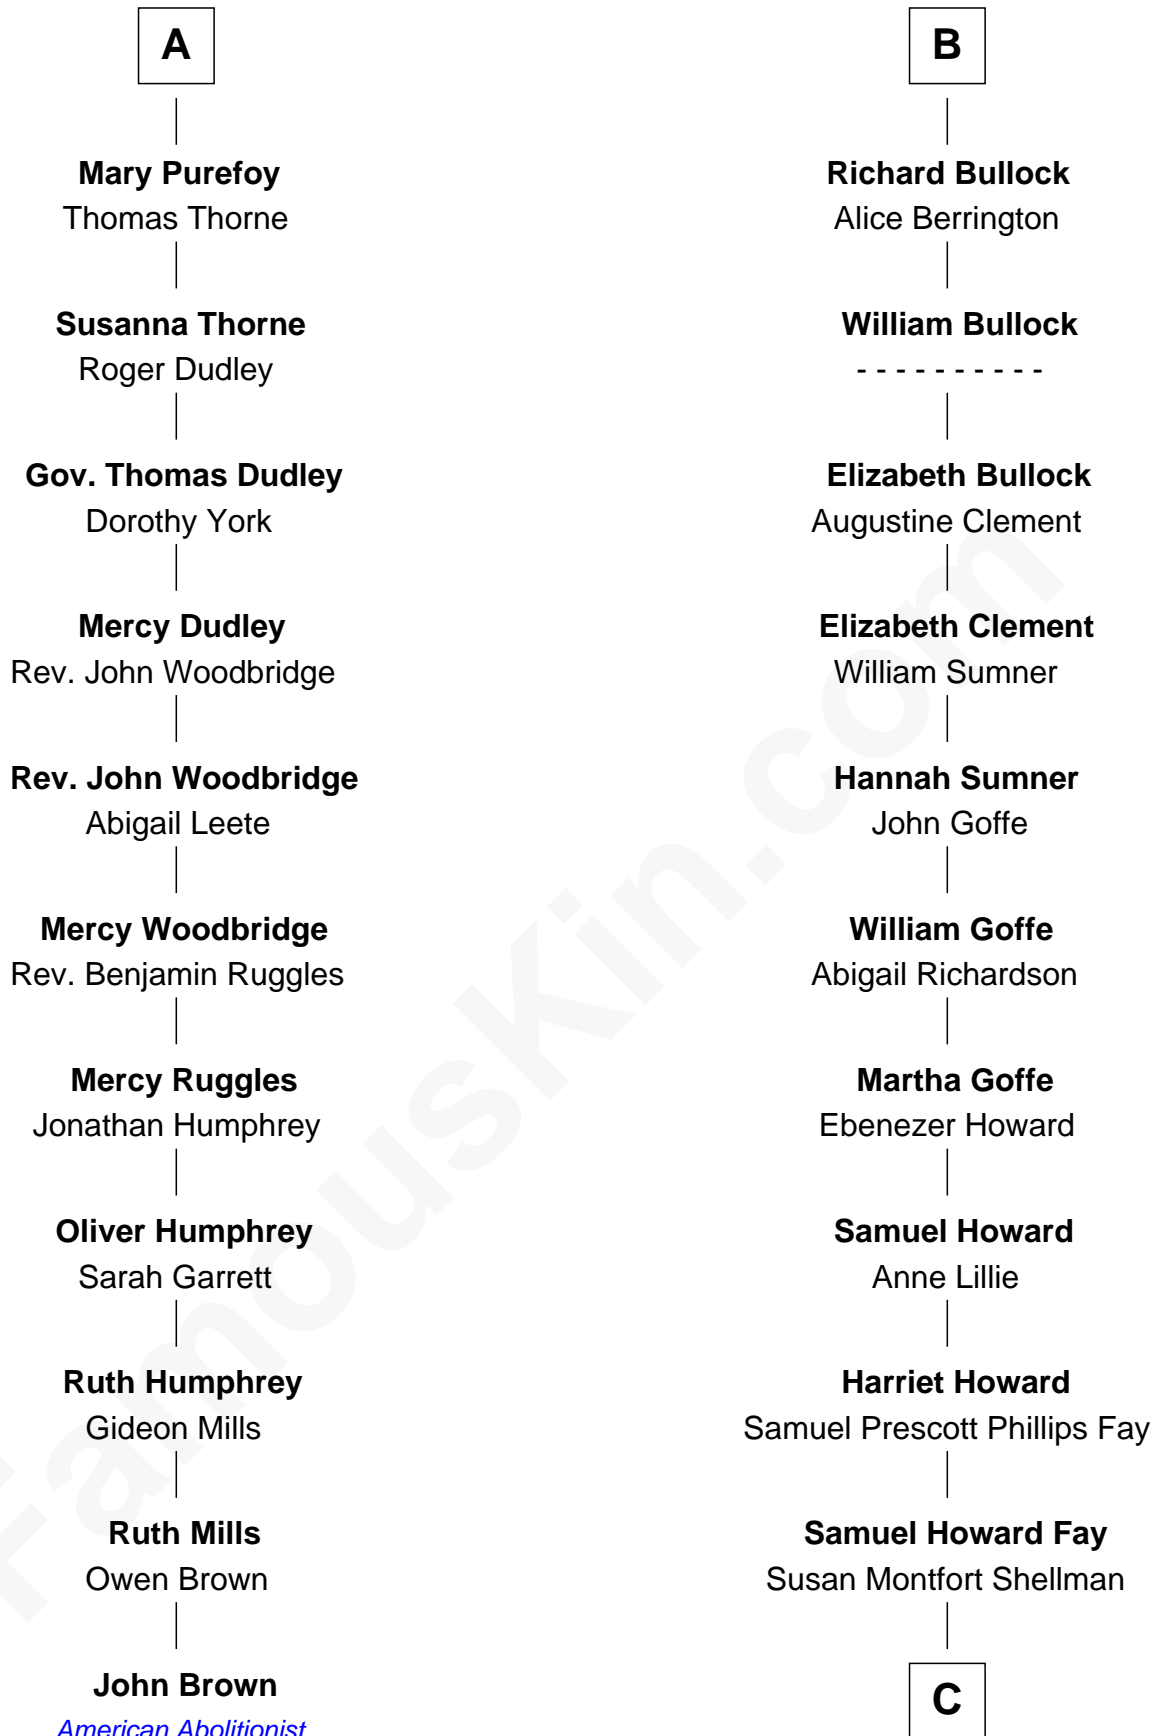 A
Mary Purefoy
Thomas Thorne
Susanna Thorne
Roger Dudley
Gov. Thomas Dudley
Dorothy York
Mercy Dudley
Rev. John Woodbridge
Rev. John Woodbridge
Abigail Leete
Mercy Woodbridge
Rev. Benjamin Ruggles
Mercy Ruggles
Jonathan Humphrey
Oliver Humphrey
Sarah Garrett
Ruth Humphrey
Gideon Mills
Ruth Mills
Owen Brown
John Brown
American Abolitionist
B
Richard Bullock
Alice Berrington
William Bullock
- - - - - - - - - -
Elizabeth Bullock
Augustine Clement
Elizabeth Clement
William Sumner
Hannah Sumner
John Goffe
William Goffe
Abigail Richardson
Martha Goffe
Ebenezer Howard
Samuel Howard
Anne Lillie
Harriet Howard
Samuel Prescott Phillips Fay
Samuel Howard Fay
Susan Montfort Shellman
C
FamousKin.com